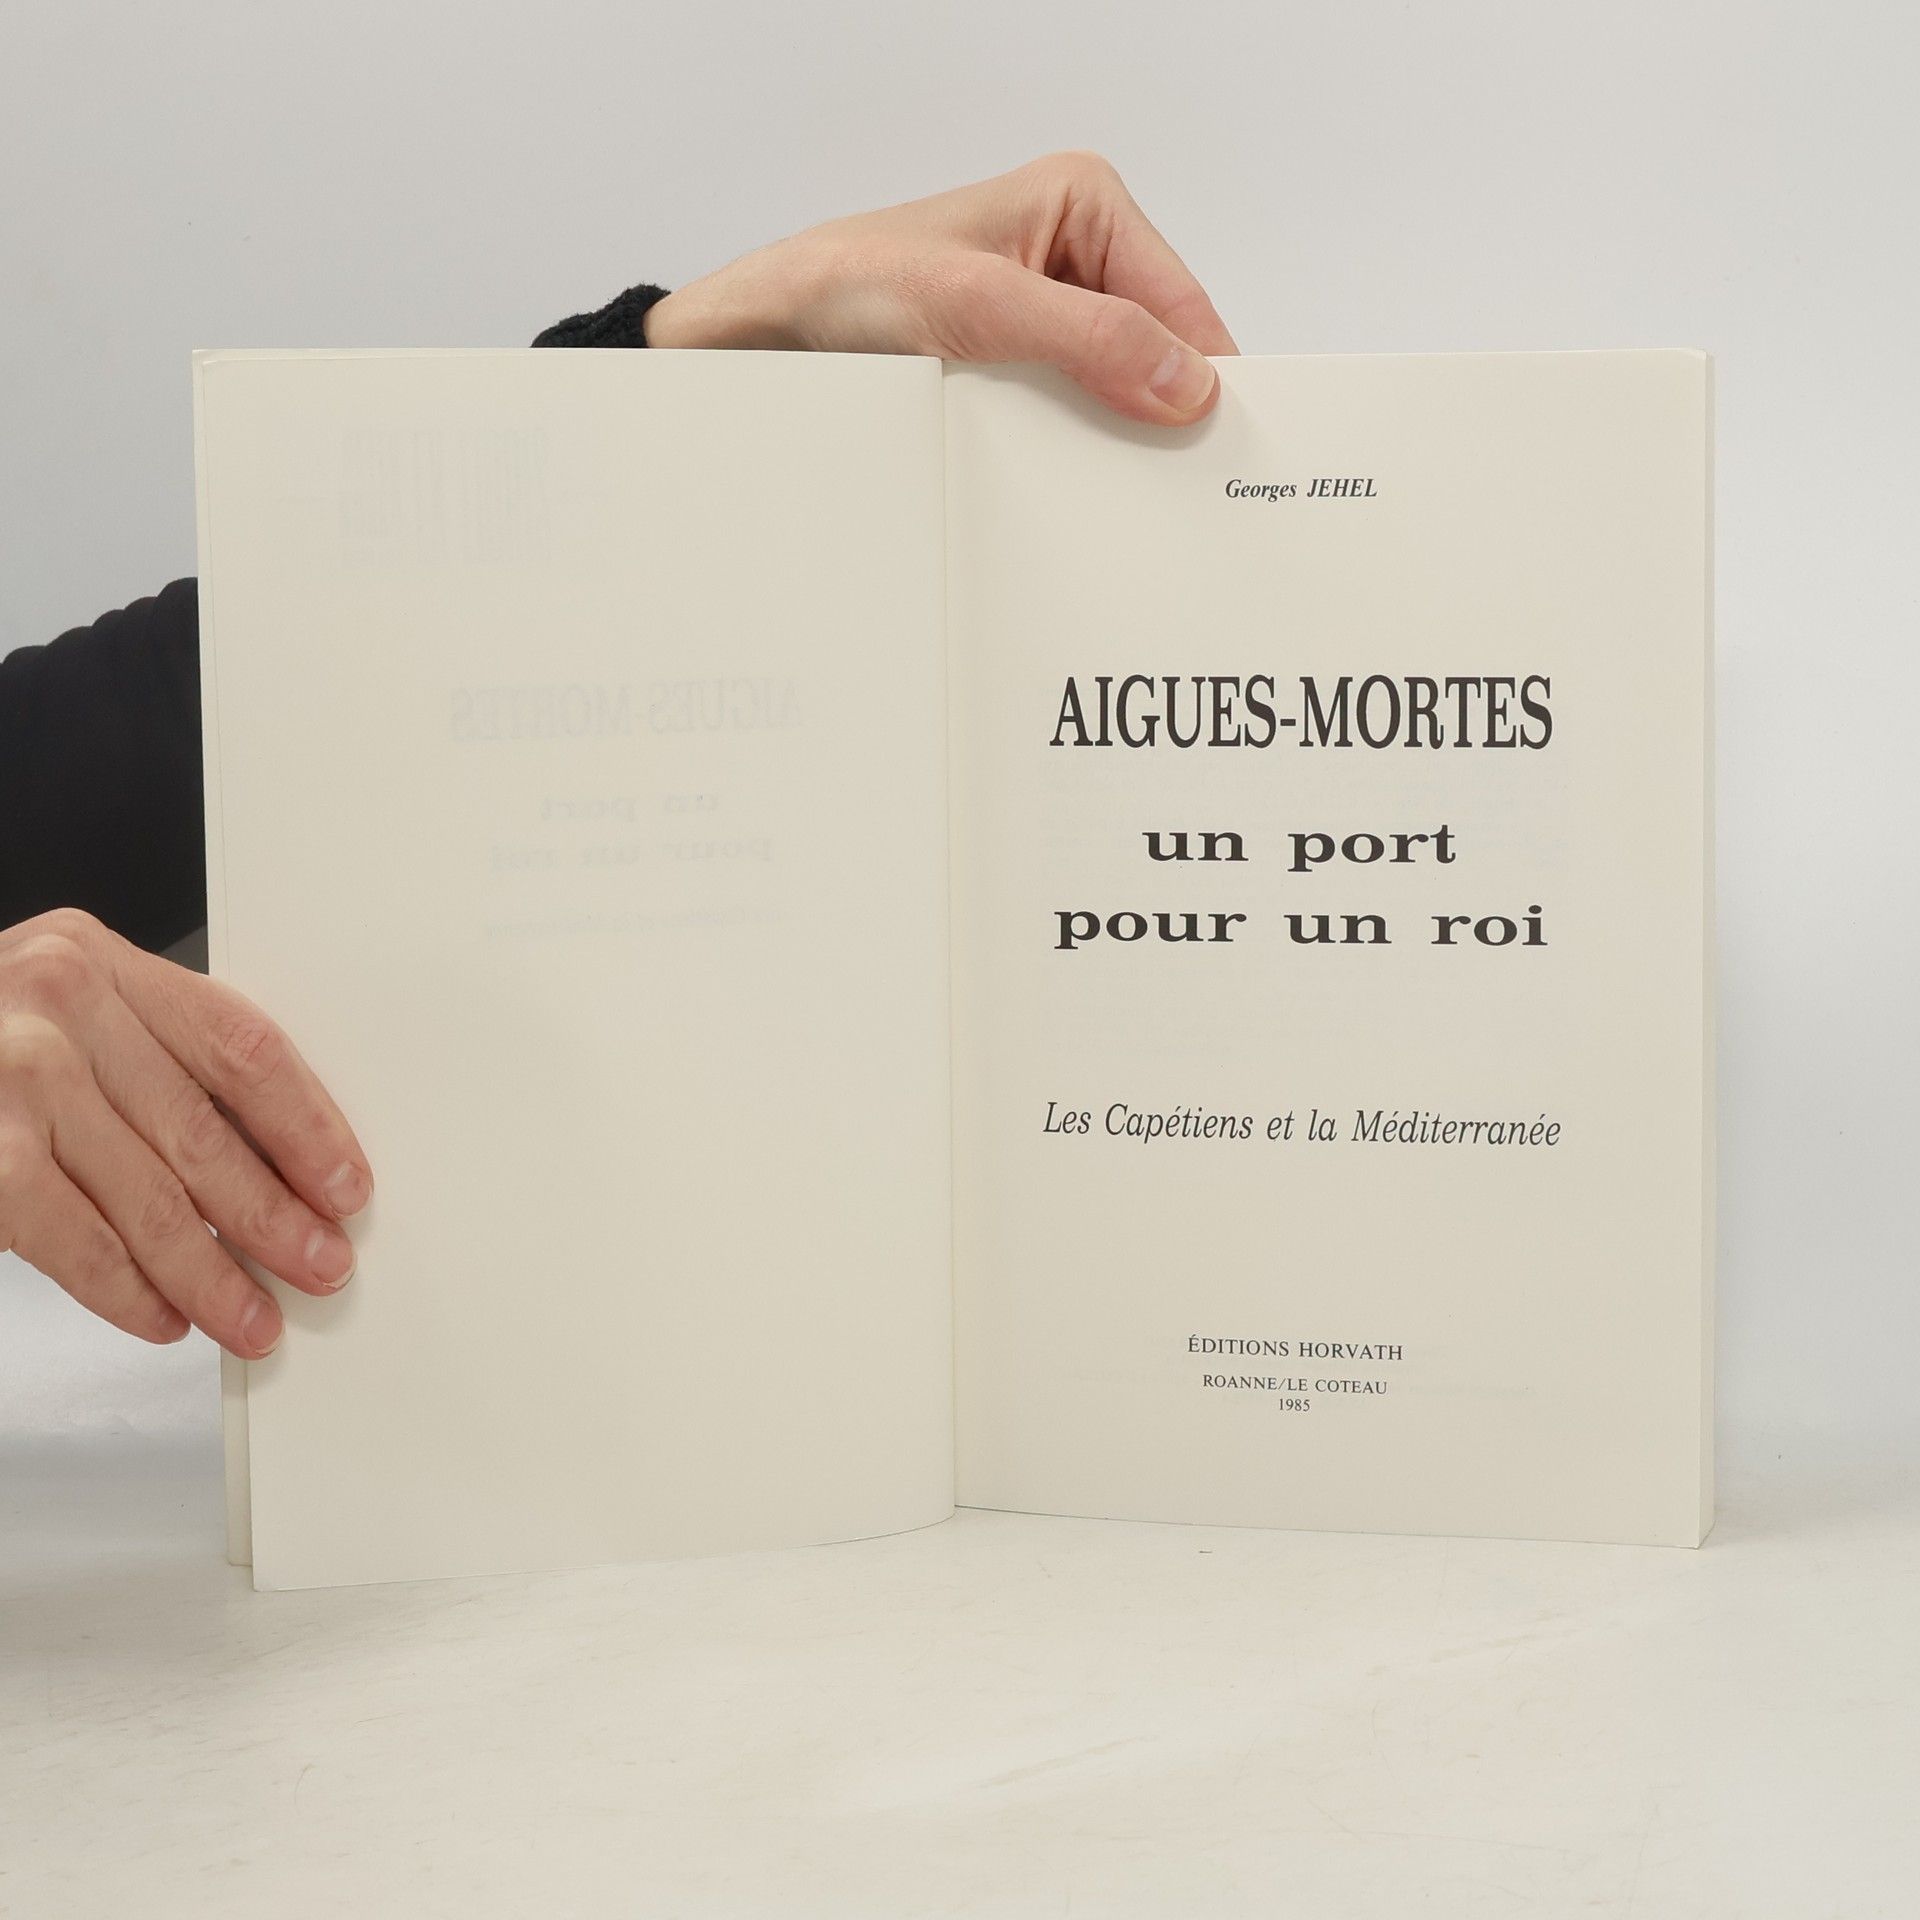 Georges JEHEL
AIGUES-MORTES
un port
pour un roi
Les Capétiens et la Méditerranée
ÉDITIONS HORVATH
ROANNE/LE COTEAU
1985